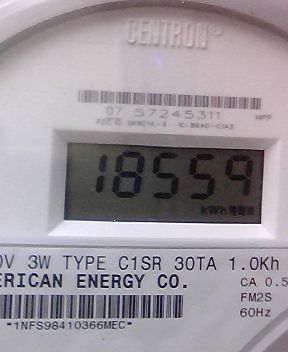 CENTRON®
07 57245311
HPP
18559
kWh
0V 3W TYPE C1SR 30TA 1.0Kh
ERICAN ENERGY CO.
CA 0.5
FM2S
60Hz
*1NFS98410366MEC*